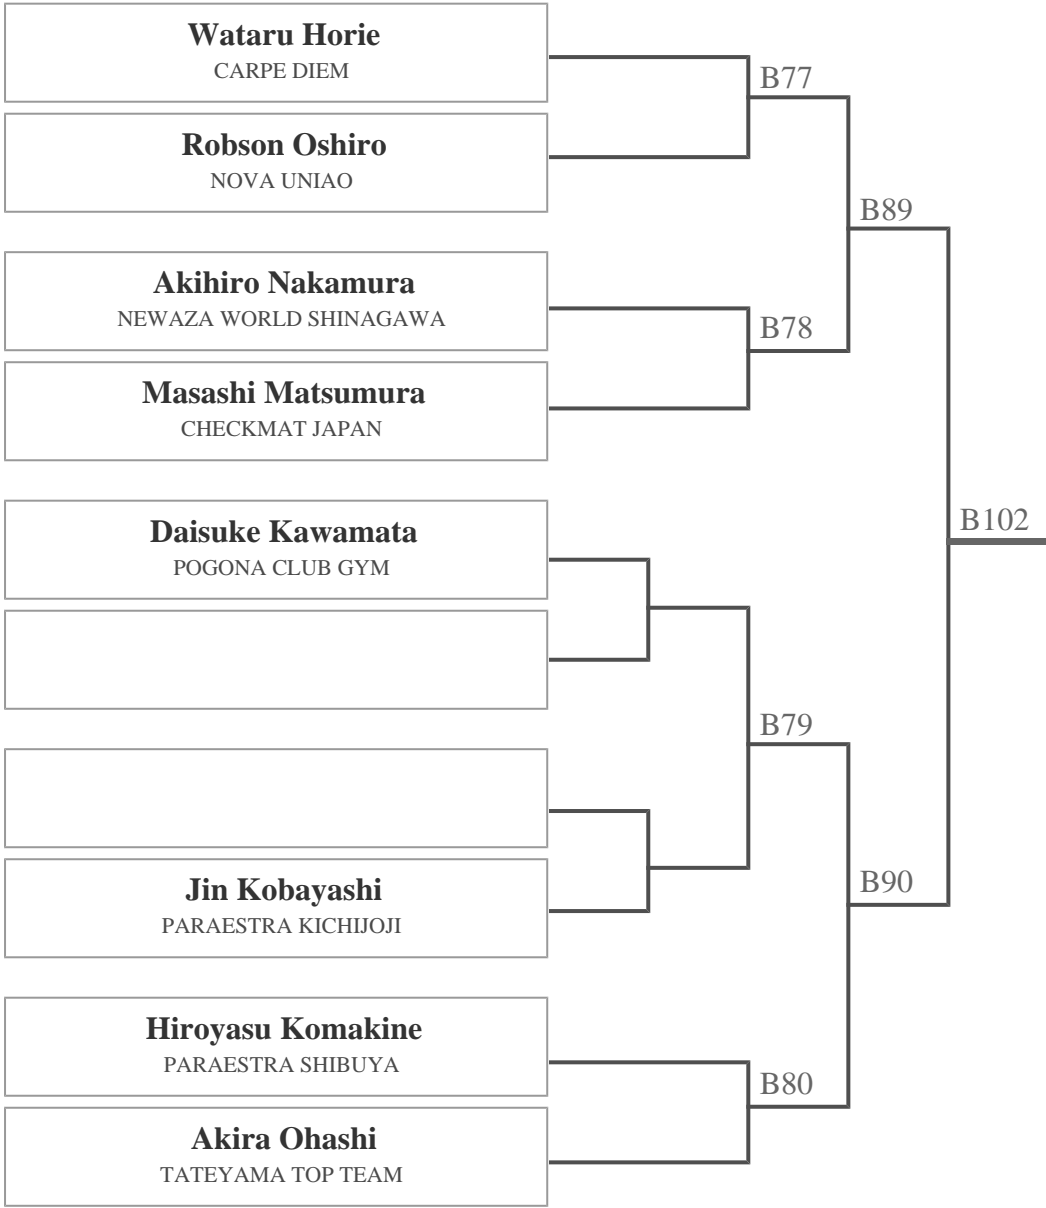 Wataru Horie
CARPE DIEM
B77
Robson Oshiro
NOVA UNIAO
B89
Akihiro Nakamura
NEWAZA WORLD SHINAGAWA
B78
Masashi Matsumura
CHECKMAT JAPAN
Daisuke Kawamata
POGONA CLUB GYM
B102
B79
Jin Kobayashi
PARAESTRA KICHIJOJI
B90
Hiroyasu Komakine
PARAESTRA SHIBUYA
B80
Akira Ohashi
TATEYAMA TOP TEAM